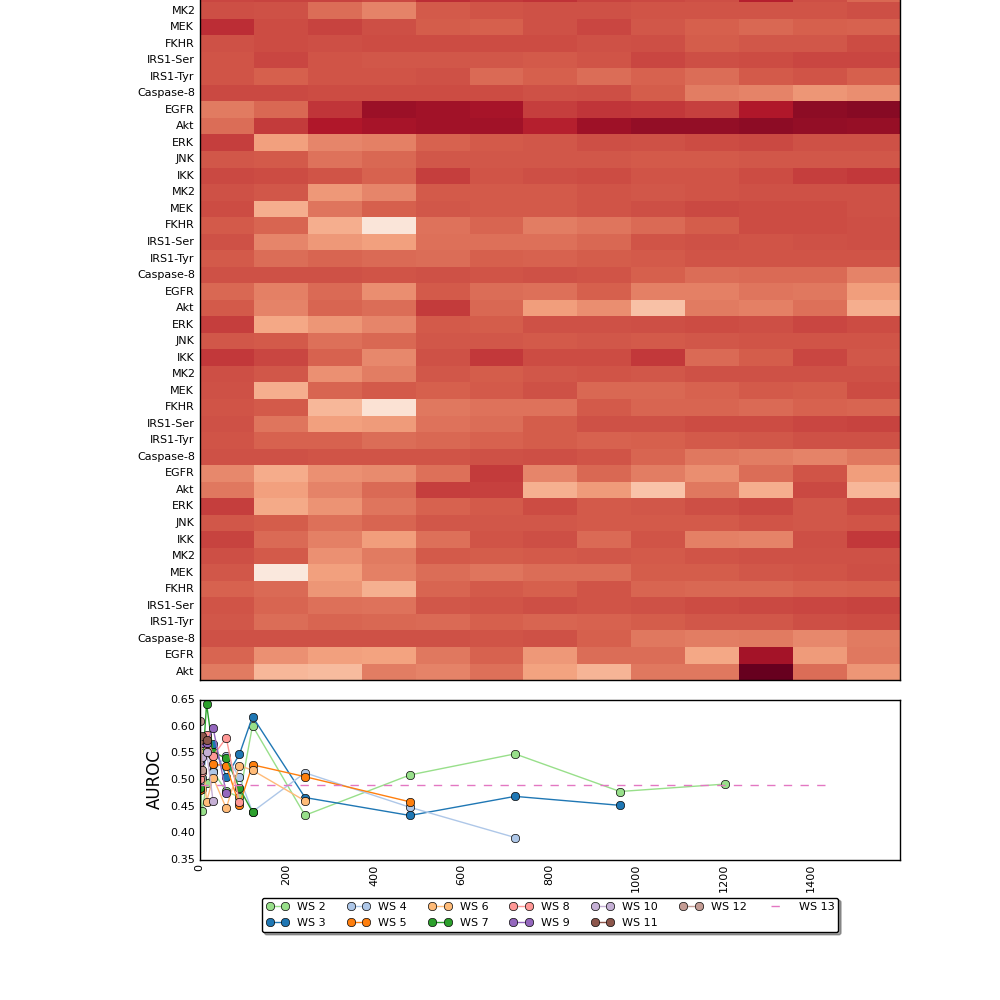 MK2
MEK
FKHR
IRS1-Ser
IRS1-Tyr
Caspase-8
EGFR
Akt
ERK
JNK
IKK
MK2
MEK
FKHR
IRS1-Ser
IRS1-Tyr
Caspase-8
EGFR
Akt
ERK
JNK
IKK
MK2
MEK
FKHR
IRS1-Ser
IRS1-Tyr
Caspase-8
EGFR
Akt
ERK
JNK
IKK
MK2
MEK
FKHR
IRS1-Ser
IRS1-Tyr
Caspase-8
EGFR
Akt
0.65
0.60
0.55
0.50
0.45
0.40
0.35
AUROC
0 200 400 600 800 1000 1200 1400
WS 2 WS 4 WS 6 WS 8 WS 10 WS 12 WS 13
WS 3 WS 5 WS 7 WS 9 WS 11